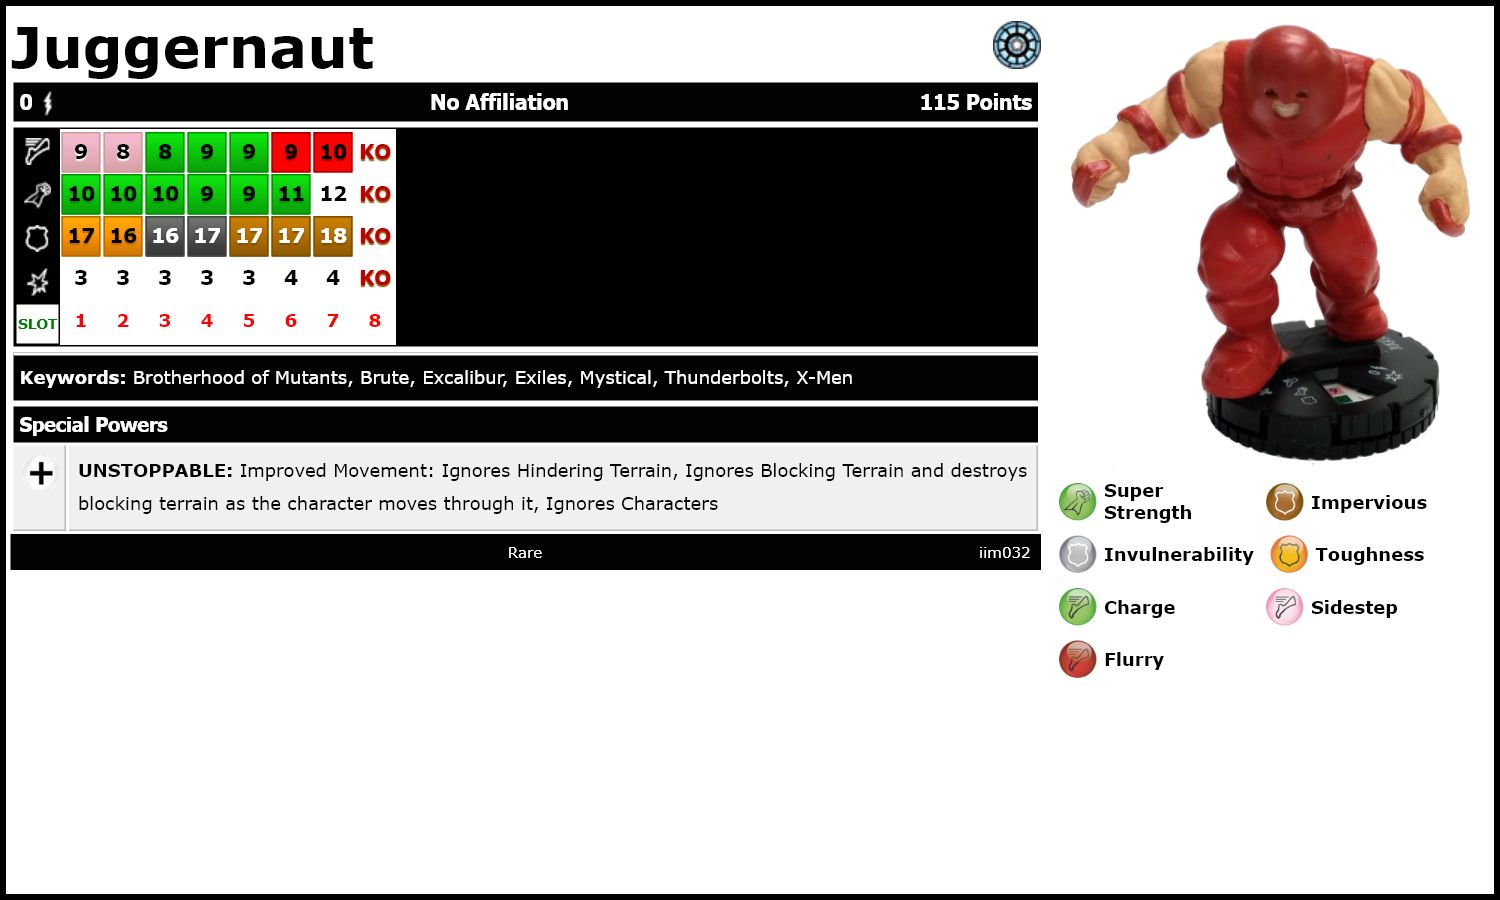 Juggernaut
0 No Affiliation 115 Points
9 8 8 9 9 9 10 KO
10 10 10 9 9 11 12 KO
17 16 16 17 17 17 18 KO
3 3 3 3 3 4 4 KO
SLOT 1 2 3 4 5 6 7 8
Keywords: Brotherhood of Mutants, Brute, Excalibur, Exiles, Mystical, Thunderbolts, X-Men
Special Powers
+ UNSTOPPABLE: Improved Movement: Ignores Hindering Terrain, Ignores Blocking Terrain and destroys
blocking terrain as the character moves through it, Ignores Characters
Rare iim032
Super
Strength
Impervious
Invulnerability Toughness
Charge Sidestep
Flurry